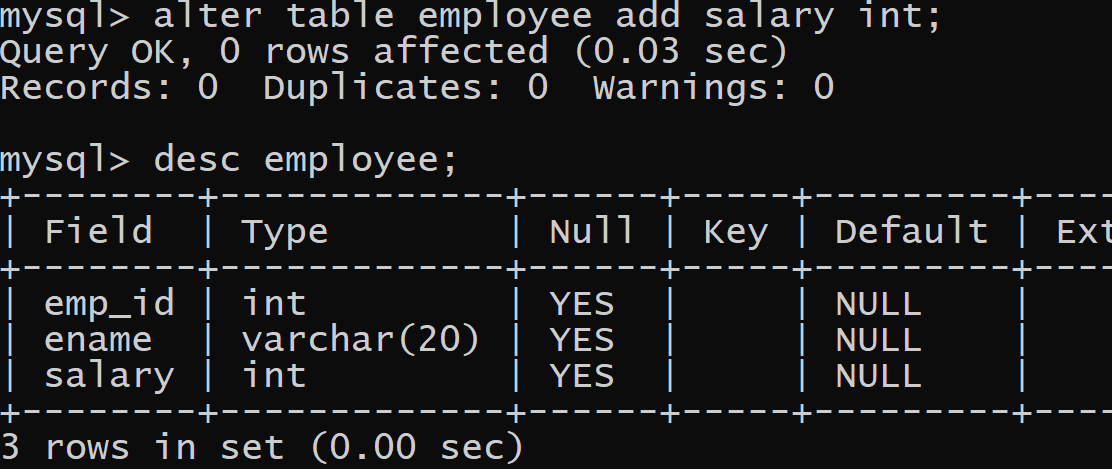 mysql> alter table employee add salary int;
Query OK, 0 rows affected (0.03 sec)
Records: 0  Duplicates: 0  Warnings: 0
mysql> desc employee;
+--------+-------------+------+-----+---------+----
| Field  | Type        | Null | Key | Default | Ext
+--------+-------------+------+-----+---------+----
| emp_id | int         | YES  |     | NULL    |
| ename  | varchar(20) | YES  |     | NULL    |
| salary | int         | YES  |     | NULL    |
+--------+-------------+------+-----+---------+----
3 rows in set (0.00 sec)